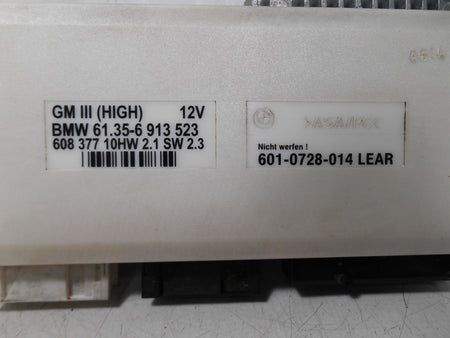 GM III (HIGH) 12V
BMW 61.35-6 913 523
608 377 10HW 2.1 SW 2.3
Nicht werfen !
601-0728-014 LEAR